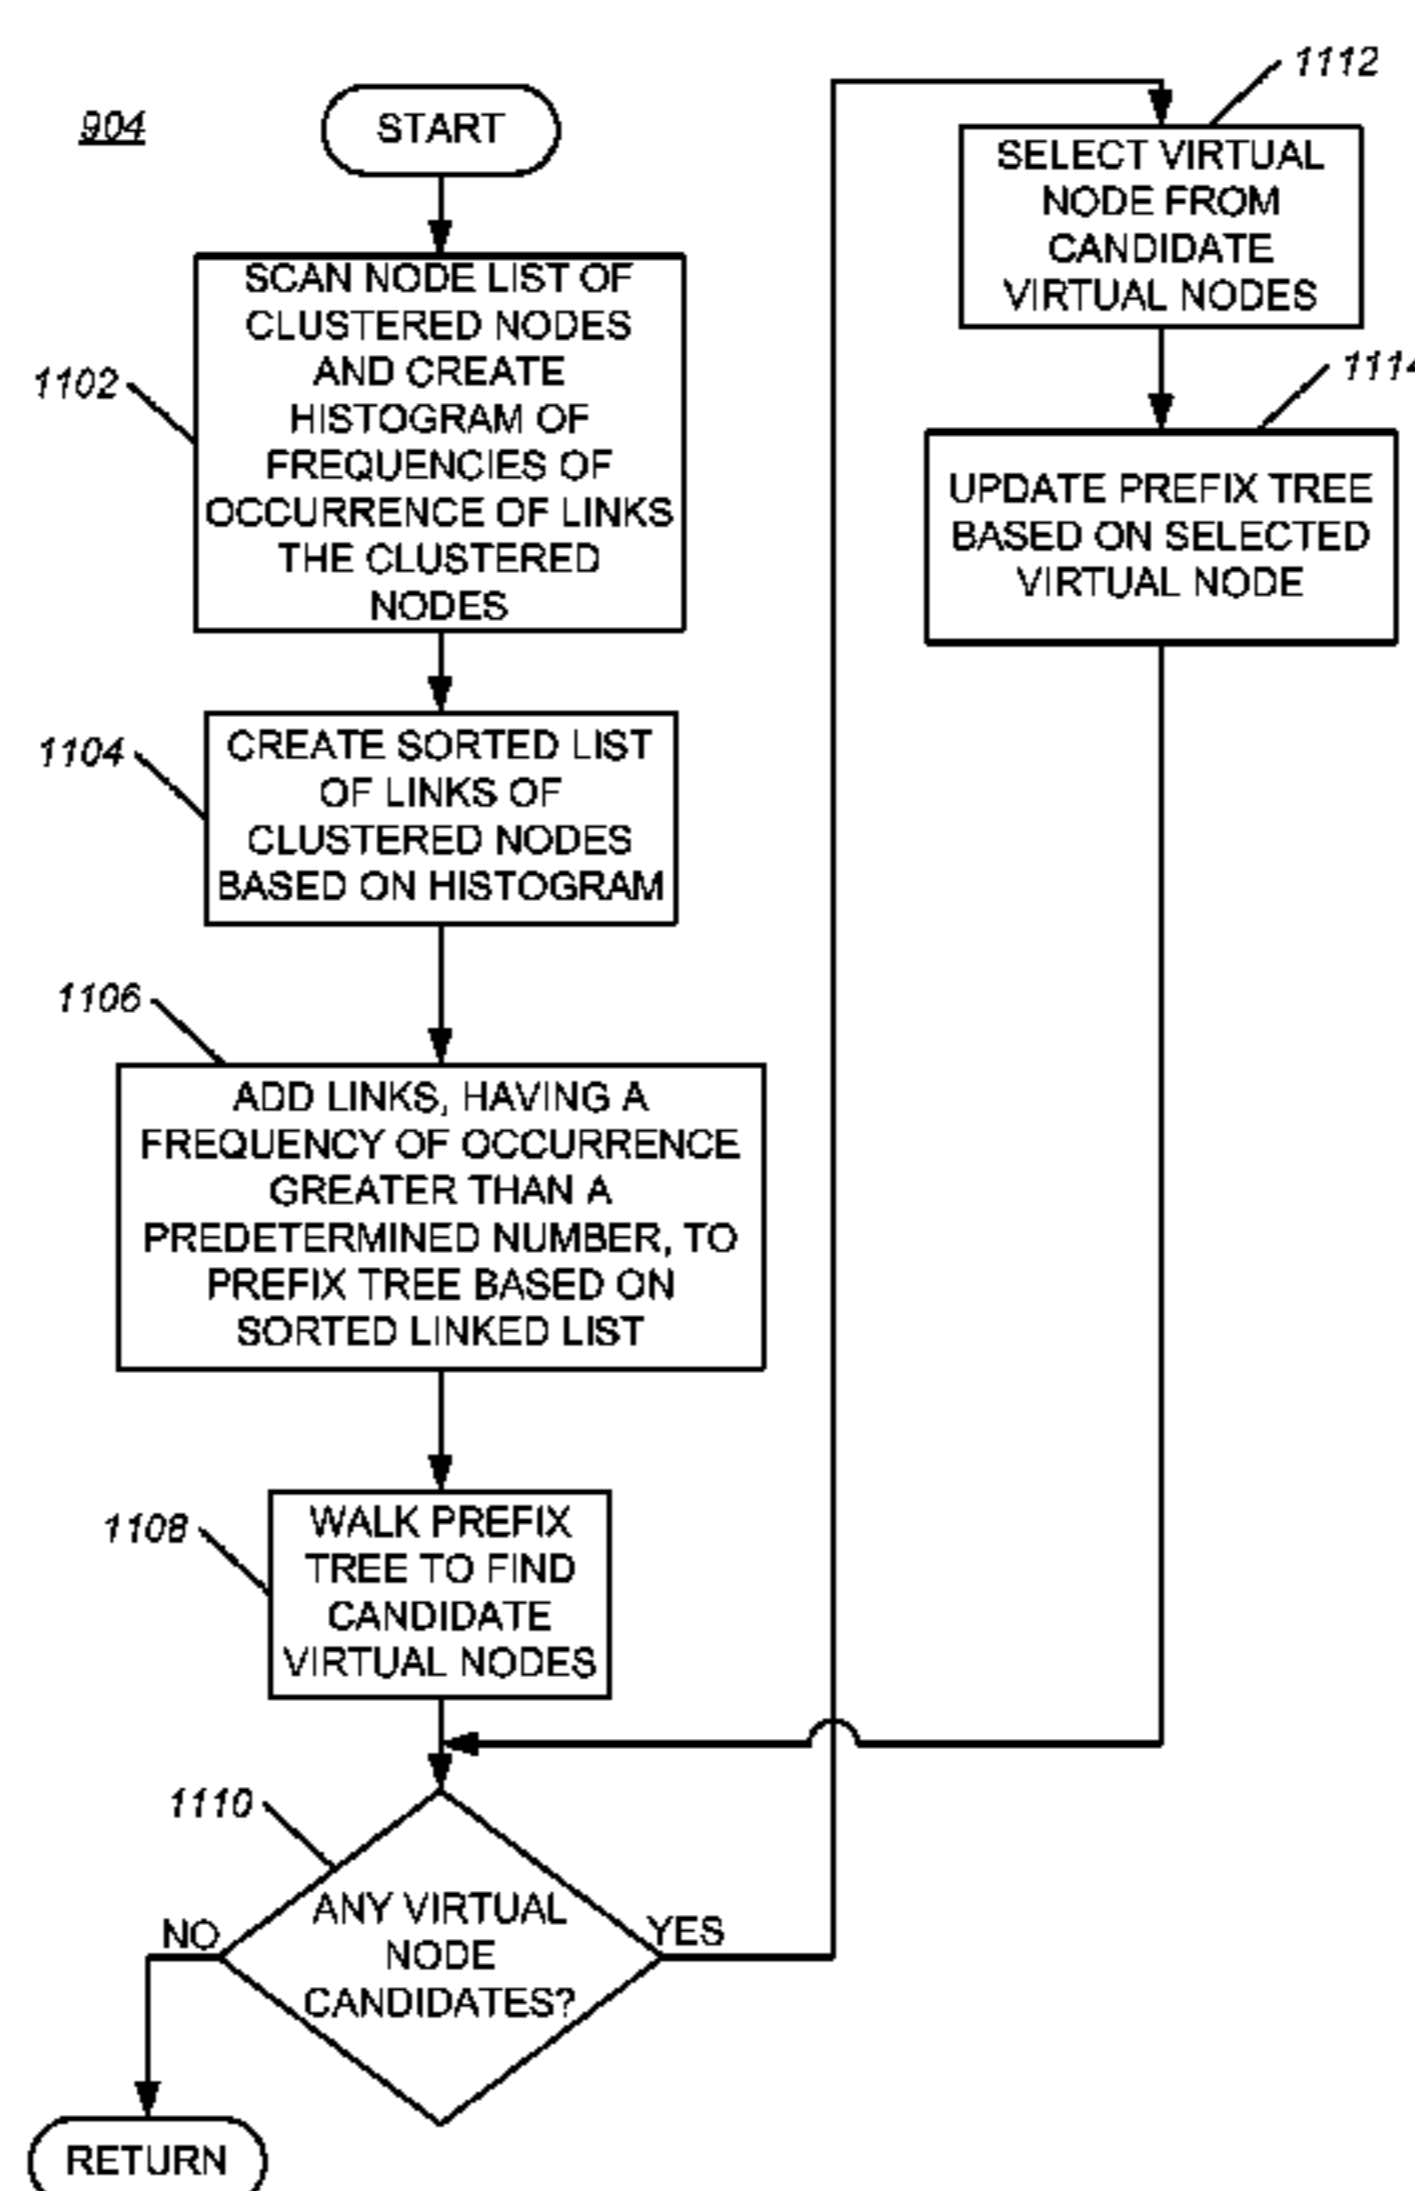 904
START
1102
SCAN NODE LIST OF
CLUSTERED NODES
AND CREATE
HISTOGRAM OF
FREQUENCIES OF
OCCURRENCE OF LINKS
THE CLUSTERED
NODES
1104
CREATE SORTED LIST
OF LINKS OF
CLUSTERED NODES
BASED ON HISTOGRAM
1106
ADD LINKS, HAVING A
FREQUENCY OF OCCURRENCE
GREATER THAN A
PREDETERMINED NUMBER, TO
PREFIX TREE BASED ON
SORTED LINKED LIST
1108
WALK PREFIX
TREE TO FIND
CANDIDATE
VIRTUAL NODES
1110
ANY VIRTUAL
NODE
CANDIDATES?
NO
YES
RETURN
1112
SELECT VIRTUAL
NODE FROM
CANDIDATE
VIRTUAL NODES
1114
UPDATE PREFIX TREE
BASED ON SELECTED
VIRTUAL NODE